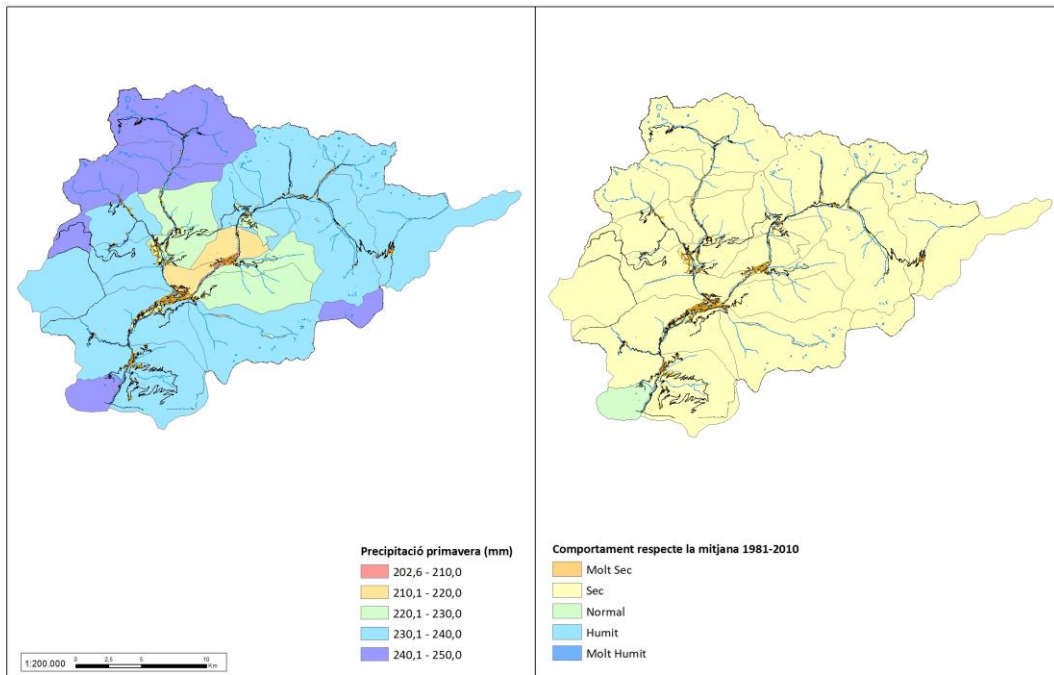 Precipitació primavera (mm)
202,6 - 210,0
210,1 - 220,0
220,1 - 230,0
230,1 - 240,0
240,1 - 250,0
1:200.000
0 2,5 5 10
Km
Comportament respecte la mitjana 1981-2010
Molt Sec
Sec
Normal
Humit
Molt Humit